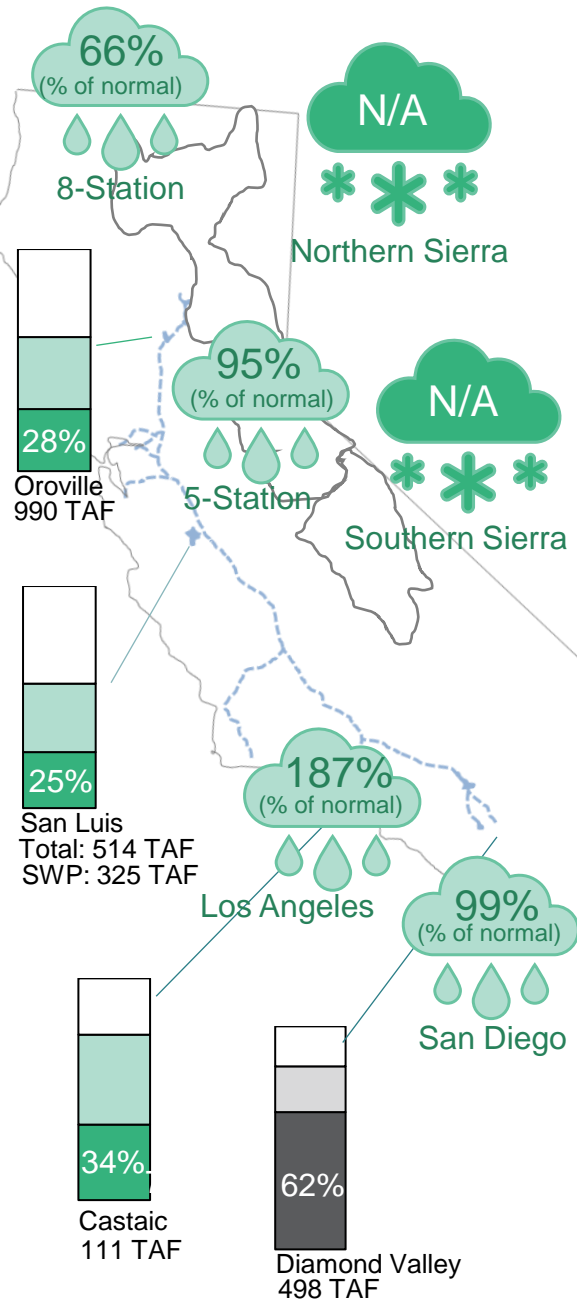 66%
(% of normal)
8-Station
N/A
Northern Sierra
95%
(% of normal)
5-Station
N/A
Southern Sierra
28%
Oroville
990 TAF
25%
San Luis
Total: 514 TAF
SWP: 325 TAF
187%
(% of normal)
Los Angeles
99%
(% of normal)
San Diego
34%
Castaic
111 TAF
62%
Diamond Valley
498 TAF